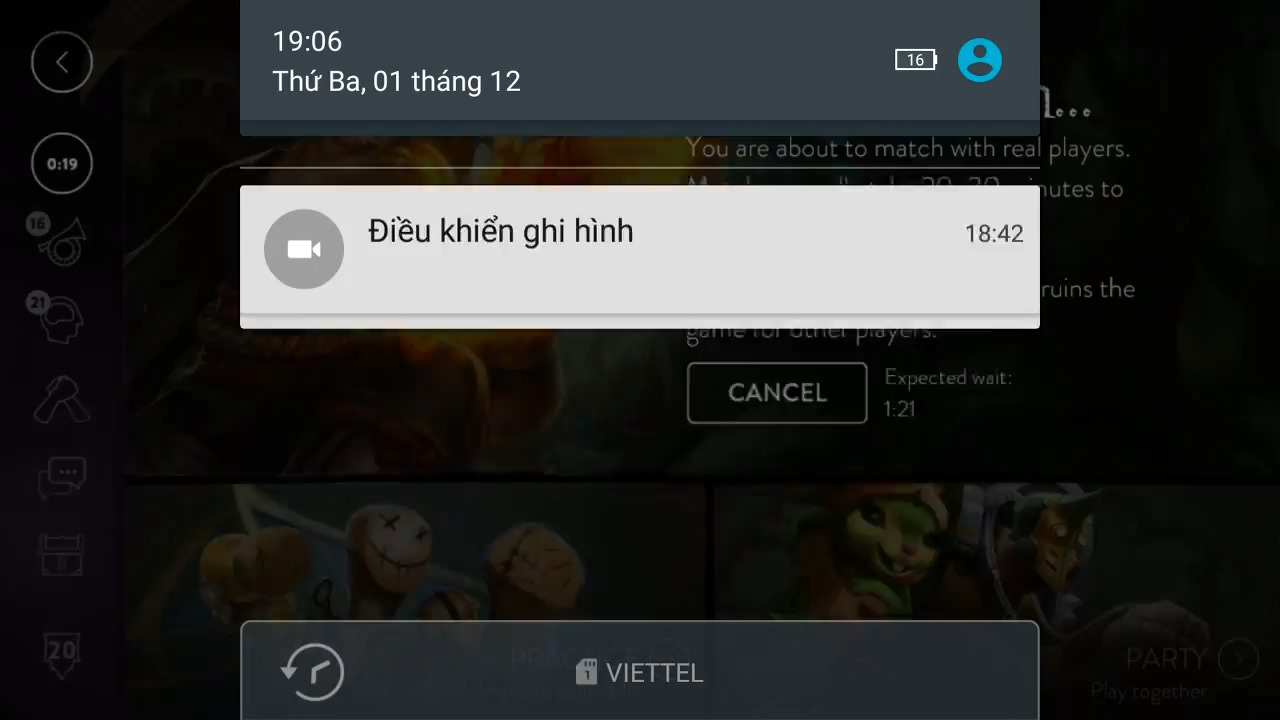 19:06
Thứ Ba, 01 tháng 12
16
0:19
You are about to match with real players.
Điều khiển ghi hình
18:42
16
21
ruins the
game for other players.
CANCEL
Expected wait:
1:21
20
1
VIETTEL
PRACTICE
PARTY
Play together